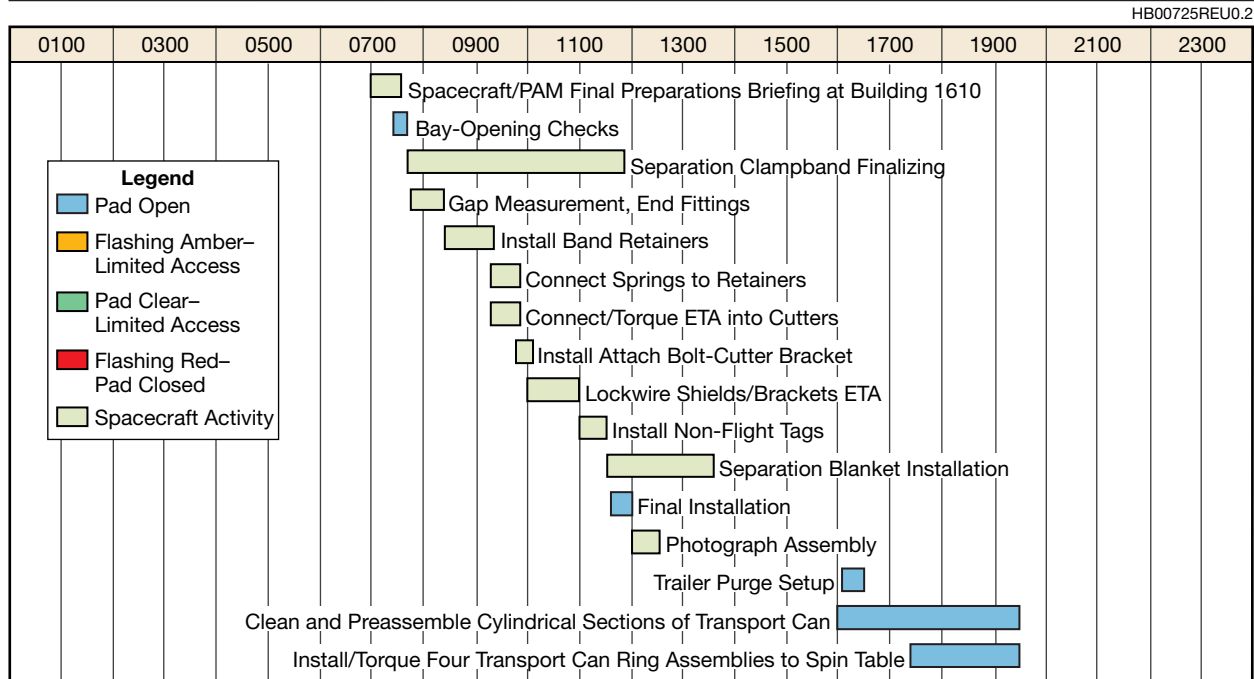 HB00725REU0.2
0100 0300 0500 0700 0900 1100 1300 1500 1700 1900 2100 2300
Spacecraft/PAM Final Preparations Briefing at Building 1610
Bay-Opening Checks
Separation Clampband Finalizing
Legend
Pad Open
Gap Measurement, End Fittings
Flashing Amber–
Limited Access
Install Band Retainers
Connect Springs to Retainers
Pad Clear–
Limited Access
Connect/Torque ETA into Cutters
Flashing Red–
Pad Closed
Install Attach Bolt-Cutter Bracket
Lockwire Shields/Brackets ETA
Spacecraft Activity
Install Non-Flight Tags
Separation Blanket Installation
Final Installation
Photograph Assembly
Trailer Purge Setup
Clean and Preassemble Cylindrical Sections of Transport Can
Install/Torque Four Transport Can Ring Assemblies to Spin Table